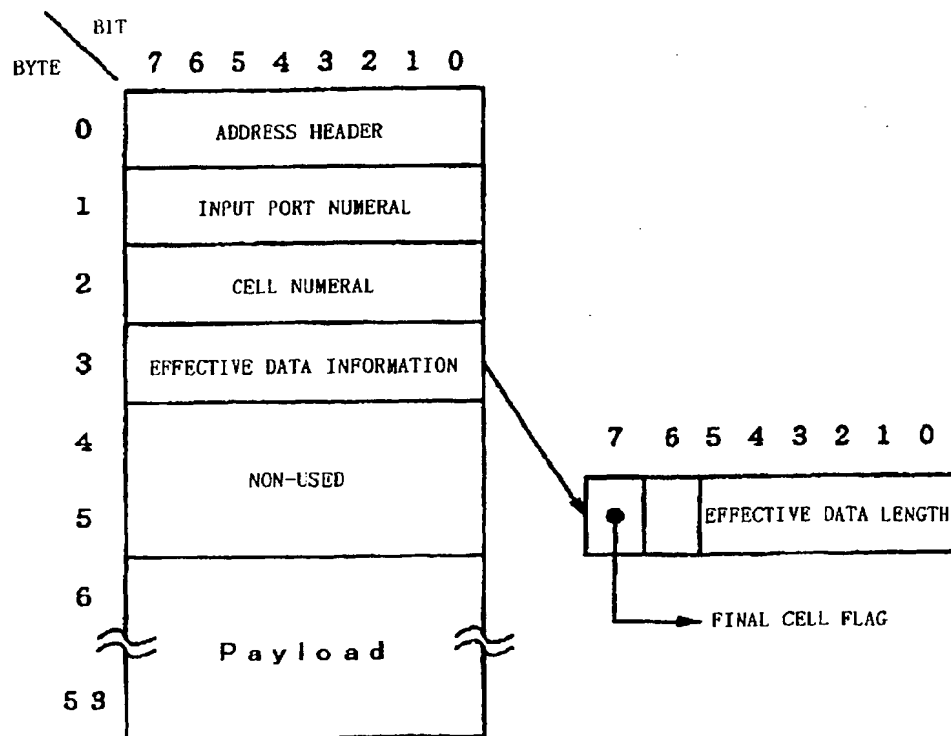 BIT
BYTE
7 6 5 4 3 2 1 0
0 ADDRESS HEADER
1 INPUT PORT NUMERAL
2 CELL NUMERAL
3 EFFECTIVE DATA INFORMATION
4
NON-USED
5
7 6 5 4 3 2 1 0
EFFECTIVE DATA LENGTH
FINAL CELL FLAG
6
Payload
53